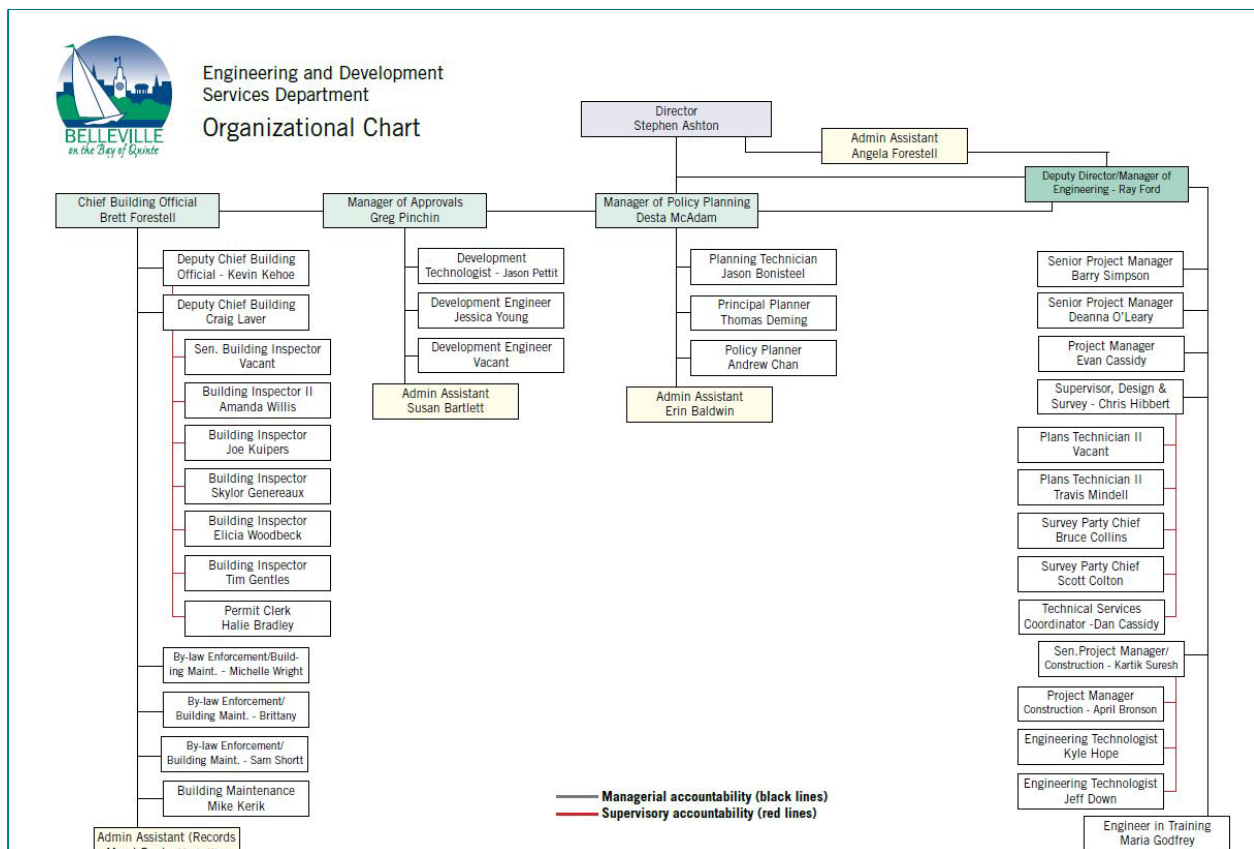 BELLEVILLE
on the Bay of Quinte
Engineering and Development
Services Department
Organizational Chart
Director
Stephen Ashton
Admin Assistant
Angela Forestell
Deputy Director/Manager of
Engineering - Ray Ford
Chief Building Official
Brett Forestell
Manager of Approvals
Greg Pinchin
Manager of Policy Planning
Desta McAdam
Deputy Chief Building
Official - Kevin Kehoe
Deputy Chief Building
Craig Laver
Sen. Building Inspector
Vacant
Building Inspector II
Amanda Willis
Building Inspector
Joe Kuipers
Building Inspector
Skylor Genereaux
Building Inspector
Elicia Woodbeck
Building Inspector
Tim Gentles
Permit Clerk
Halie Bradley
By-law Enforcement/Build-
ing Maint. - Michelle Wright
By-law Enforcement/
Building Maint. - Brittany
By-law Enforcement/
Building Maint. - Sam Shortt
Building Maintenance
Mike Kerik
Admin Assistant (Records
Development
Technologist - Jason Pettit
Development Engineer
Jessica Young
Development Engineer
Vacant
Admin Assistant
Susan Bartlett
Planning Technician
Jason Bonisteel
Principal Planner
Thomas Deming
Policy Planner
Andrew Chan
Admin Assistant
Erin Baldwin
Senior Project Manager
Barry Simpson
Senior Project Manager
Deanna O'Leary
Project Manager
Evan Cassidy
Supervisor, Design &
Survey - Chris Hibbert
Plans Technician II
Vacant
Plans Technician II
Travis Mindell
Survey Party Chief
Bruce Collins
Survey Party Chief
Scott Colton
Technical Services
Coordinator -Dan Cassidy
Sen.Project Manager/
Construction - Kartik Suresh
Project Manager
Construction - April Bronson
Engineering Technologist
Kyle Hope
Engineering Technologist
Jeff Down
Engineer in Training
Maria Godfrey
Managerial accountability (black lines)
Supervisory accountability (red lines)